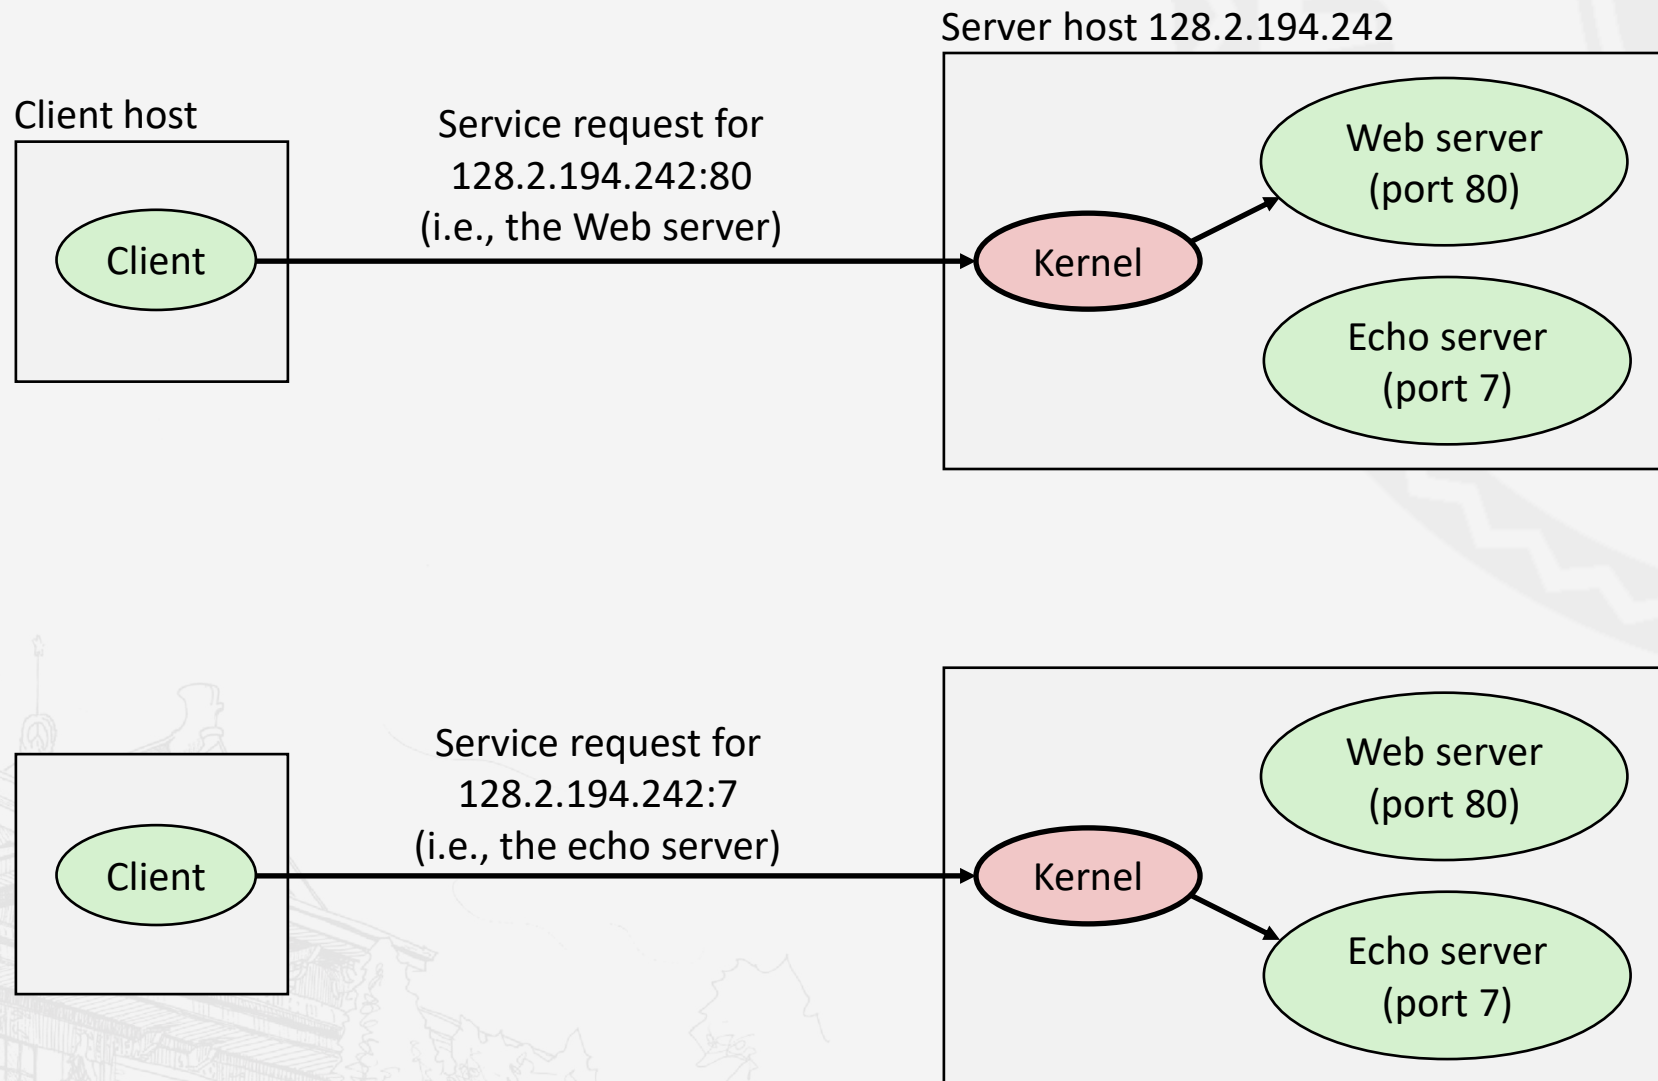 Server host 128.2.194.242
Client host
Service request for
128.2.194.242:80
(i.e., the Web server)
Client
Kernel
Web server
(port 80)
Echo server
(port 7)
Service request for
128.2.194.242:7
(i.e., the echo server)
Client
Kernel
Web server
(port 80)
Echo server
(port 7)